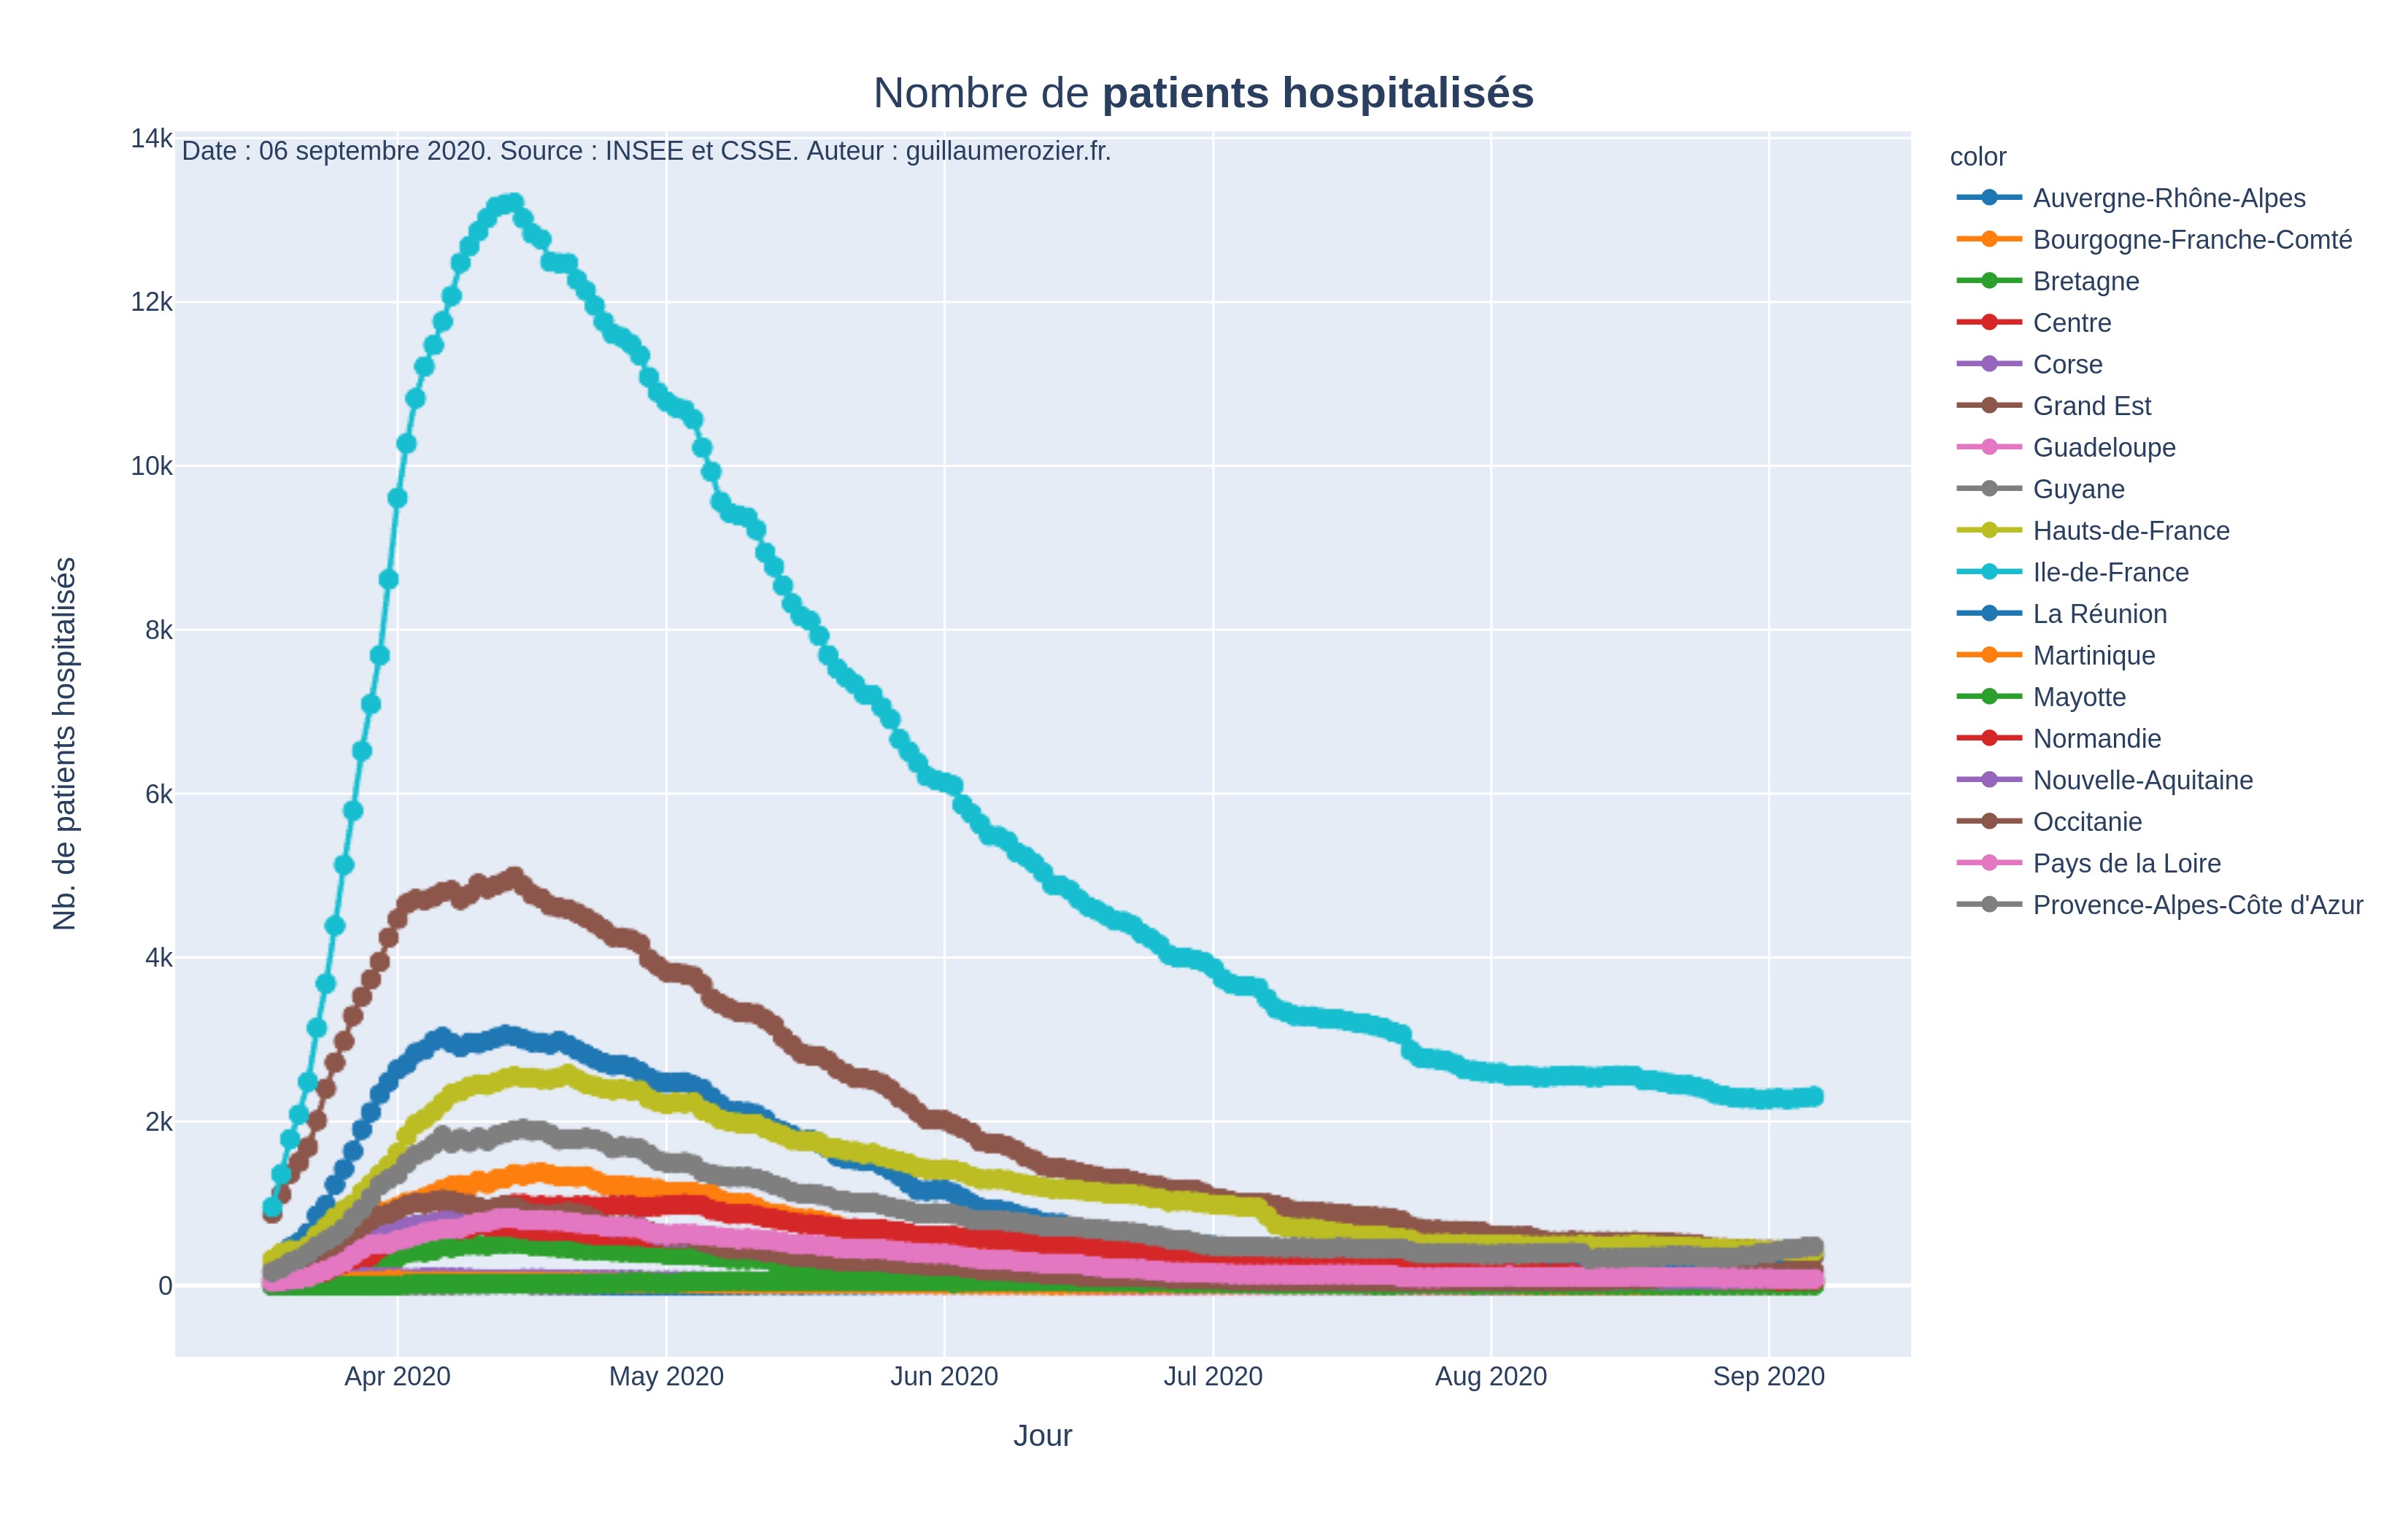 Nombre de patients hospitalisés
Date : 06 septembre 2020. Source : INSEE et CSSE. Auteur : guillaumerozier.fr.
14k
12k
10k
8k
6k
4k
2k
0
Nb. de patients hospitalisés
Apr 2020
May 2020
Jun 2020
Jul 2020
Aug 2020
Sep 2020
Jour
color
Auvergne-Rhône-Alpes
Bourgogne-Franche-Comté
Bretagne
Centre
Corse
Grand Est
Guadeloupe
Guyane
Hauts-de-France
Ile-de-France
La Réunion
Martinique
Mayotte
Normandie
Nouvelle-Aquitaine
Occitanie
Pays de la Loire
Provence-Alpes-Côte d'Azur